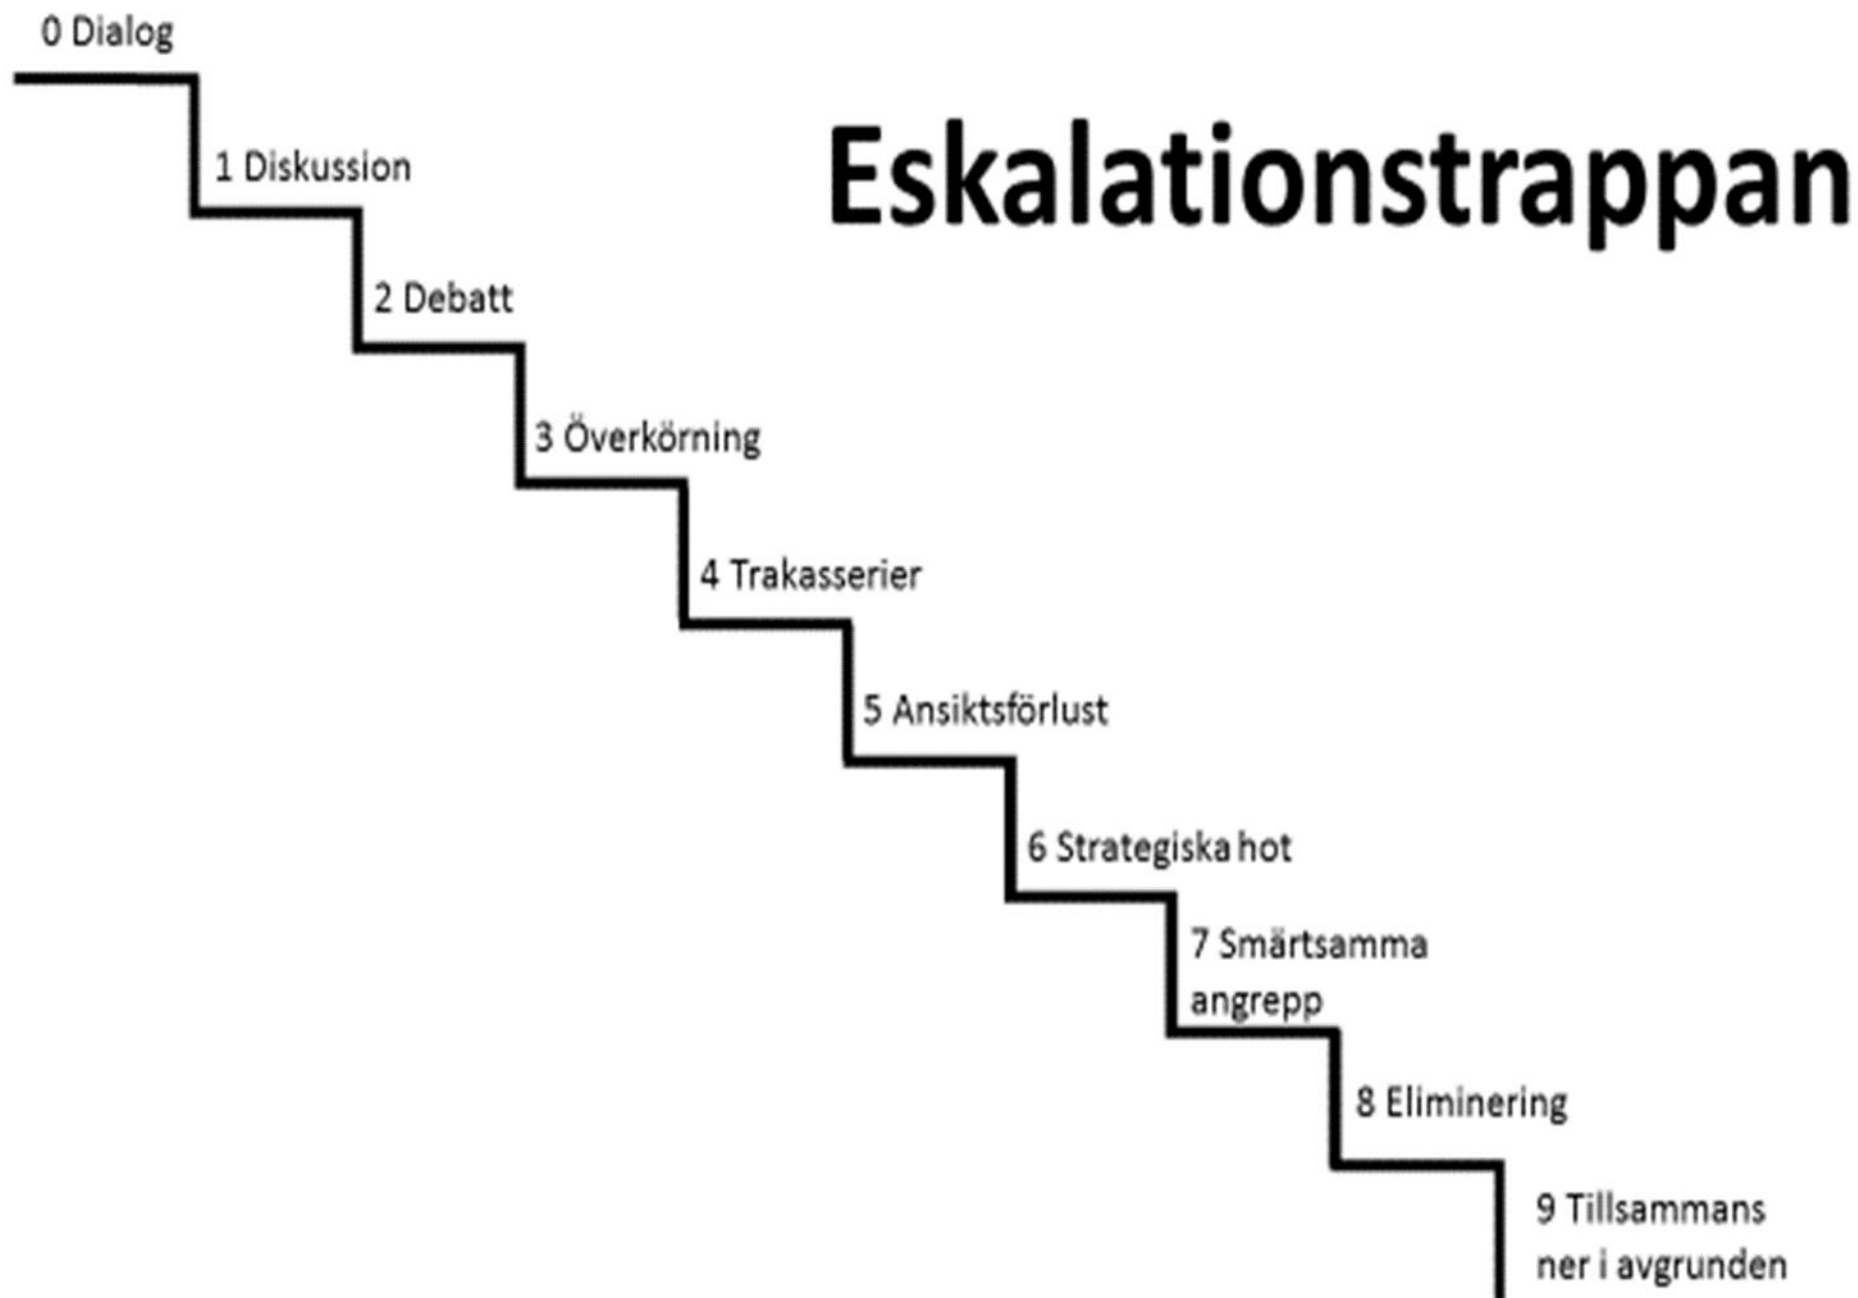 0 Dialog
Eskalationstrappan
1 Diskussion
2 Debatt
3 Överkörning
4 Trakasserier
5 Ansiktsförlust
6 Strategiska hot
7 Smärtsamma
angrepp
8 Eliminering
9 Tillsammans
ner i avgrunden